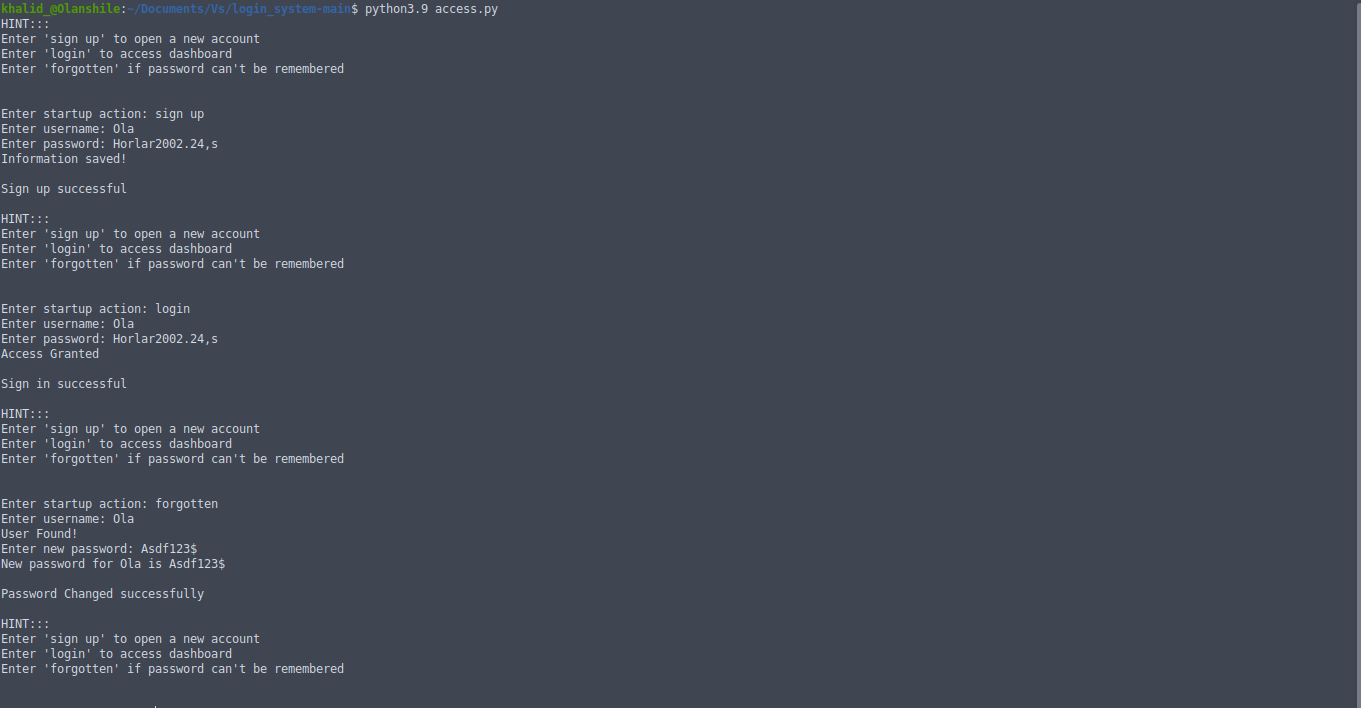 khalid_@Olanshile:~/Documents/Vs/login_system-main$ python3.9 access.py
HINT:::
Enter 'sign up' to open a new account
Enter 'login' to access dashboard
Enter 'forgotten' if password can't be remembered
Enter startup action: sign up
Enter username: Ola
Enter password: Horlar2002.24,s
Information saved!
Sign up successful
HINT:::
Enter 'sign up' to open a new account
Enter 'login' to access dashboard
Enter 'forgotten' if password can't be remembered
Enter startup action: login
Enter username: Ola
Enter password: Horlar2002.24,s
Access Granted
Sign in successful
HINT:::
Enter 'sign up' to open a new account
Enter 'login' to access dashboard
Enter 'forgotten' if password can't be remembered
Enter startup action: forgotten
Enter username: Ola
User Found!
Enter new password: Asdf123$
New password for Ola is Asdf123$
Password Changed successfully
HINT:::
Enter 'sign up' to open a new account
Enter 'login' to access dashboard
Enter 'forgotten' if password can't be remembered